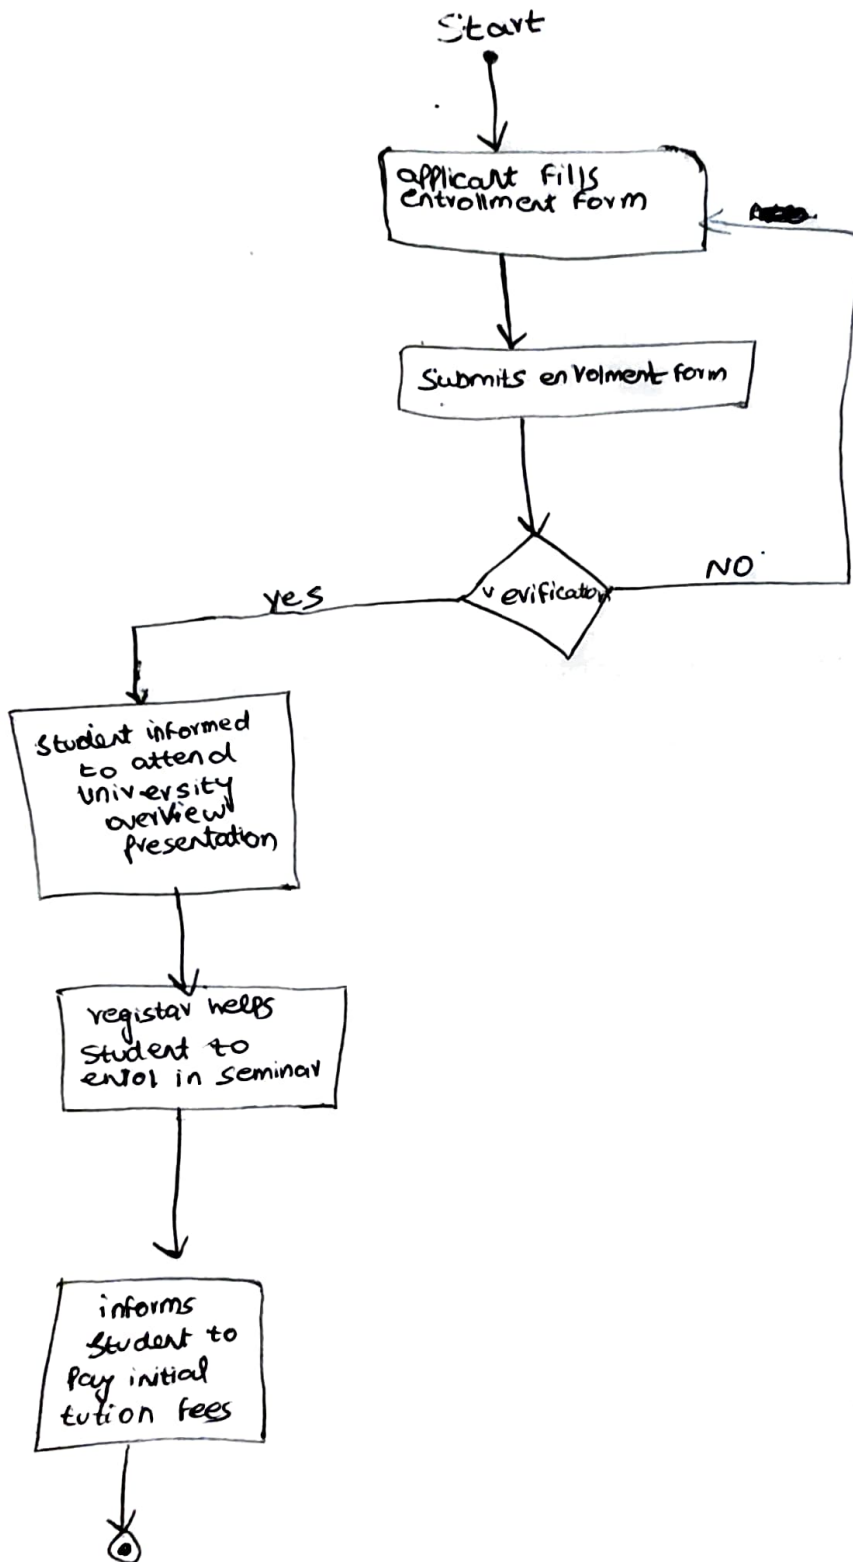 Start
applicant fills
entrollment form
Submits enrolment form
verification
NO
yes
Student informed
to attend
university
overview
presentation
registar helps
Student to
enrol in seminar
informs
Student to
Pay initial
tution fees